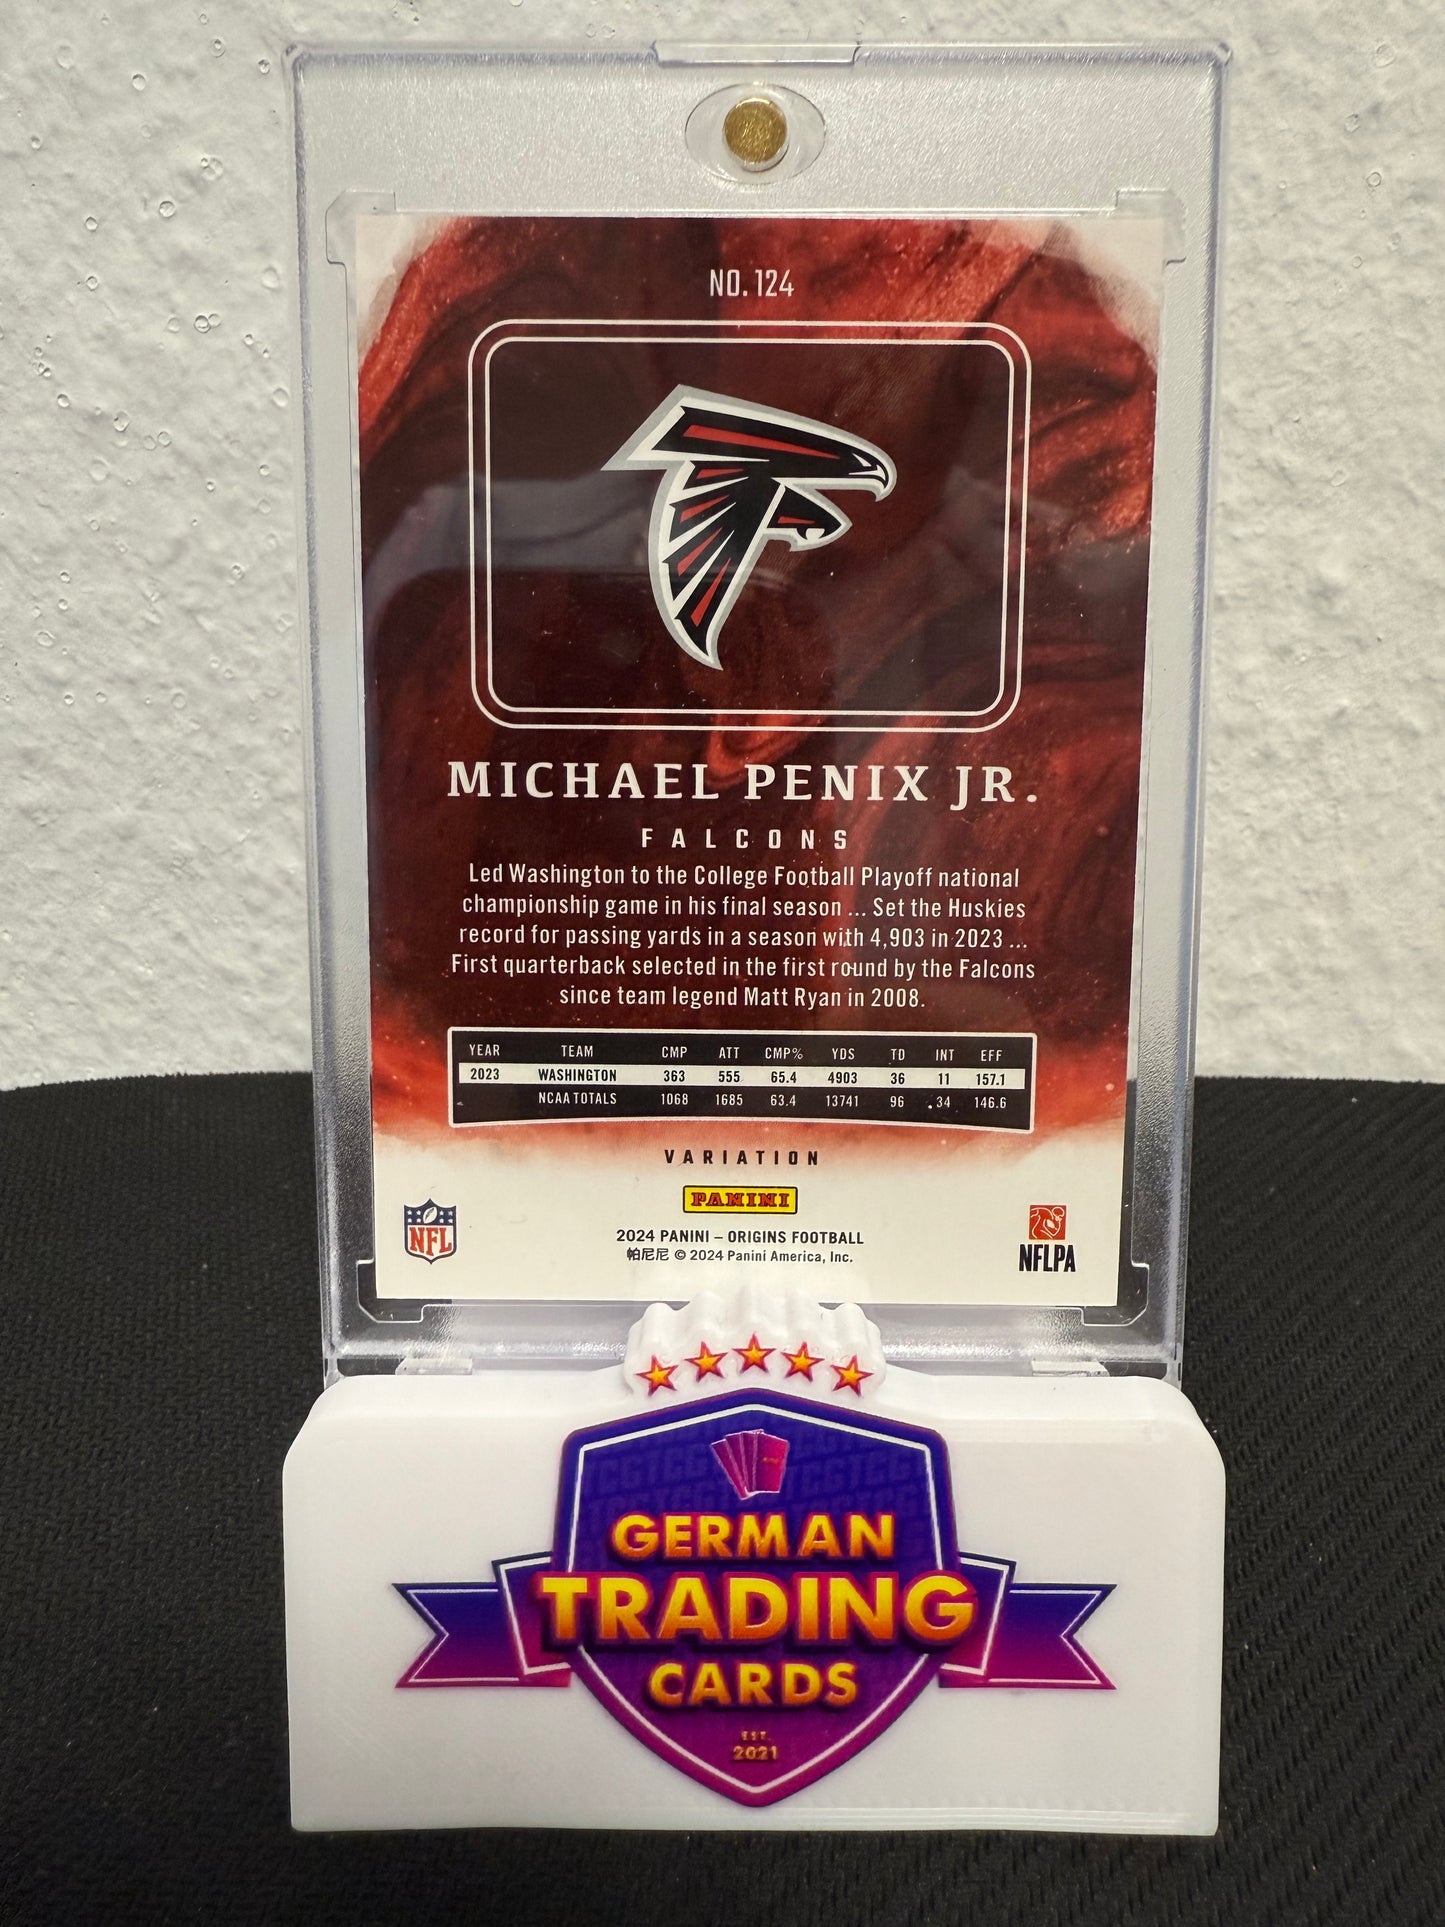 NO. 124
MICHAEL PENIX JR.
FALCONS
Led Washington to the College Football Playoff national
championship game in his final season ... Set the Huskies
record for passing yards in a season with 4,903 in 2023 ...
First quarterback selected in the first round by the Falcons
since team legend Matt Ryan in 2008.
YEAR TEAM CMP ATT CMP% YDS TD INT EFF
2023 WASHINGTON 363 555 65.4 4903 36 11 157.1
NCAA TOTALS 1068 1685 63.4 13741 96 34 146.6
VARIATION
PANINI
NFL
2024 PANINI – ORIGINS FOOTBALL
帕尼尼 © 2024 Panini America, Inc.
NFLPA
GERMAN
TRADING
CARDS
EST.
2021